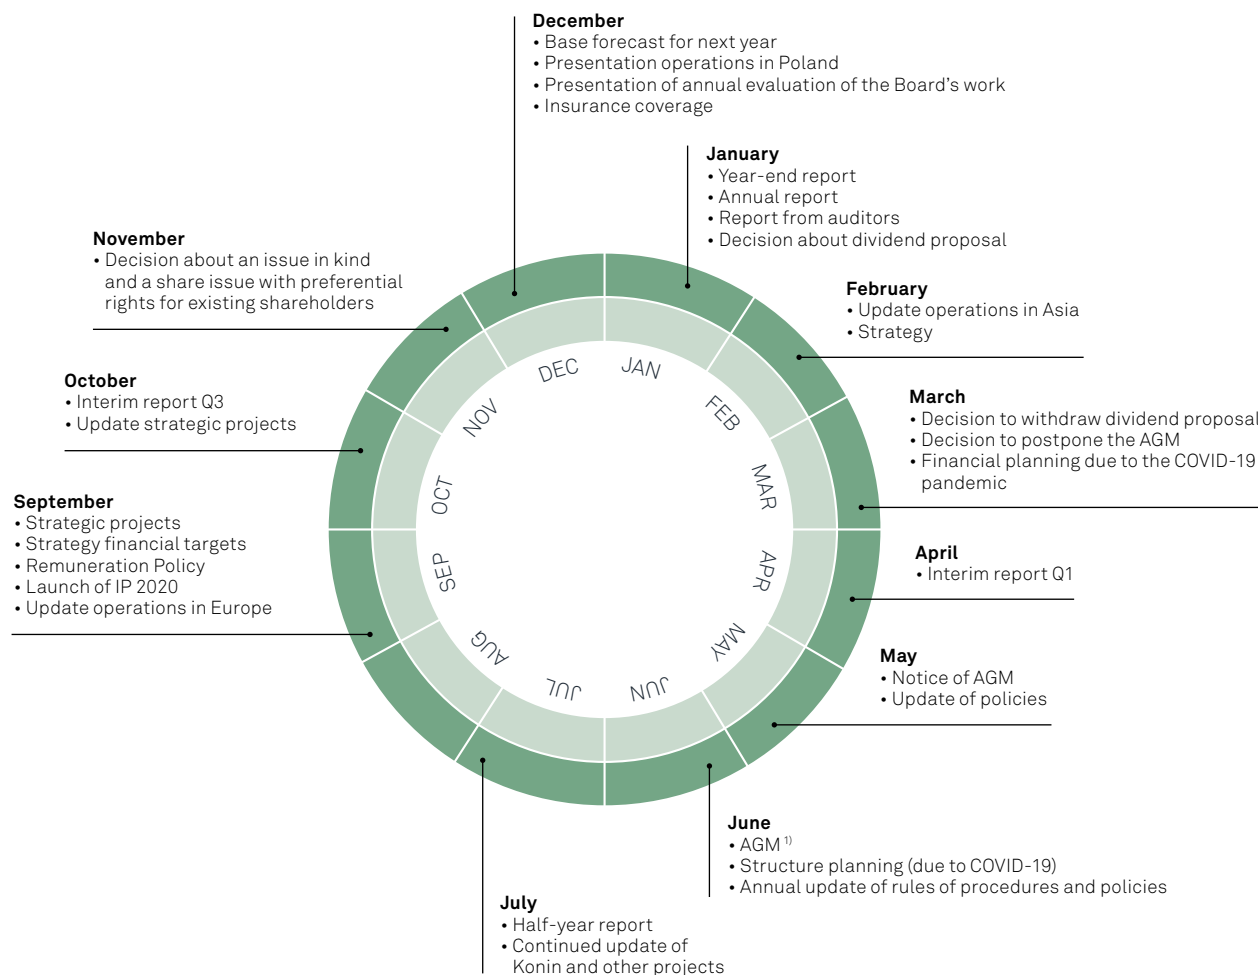 December
• Base forecast for next year
• Presentation operations in Poland
• Presentation of annual evaluation of the Board’s work
• Insurance coverage
January
• Year-end report
• Annual report
• Report from auditors
• Decision about dividend proposal
February
• Update operations in Asia
• Strategy
March
• Decision to withdraw dividend proposal
• Decision to postpone the AGM
• Financial planning due to the COVID-19
pandemic
April
• Interim report Q1
May
• Notice of AGM
• Update of policies
June
• AGM 1)
• Structure planning (due to COVID-19)
• Annual update of rules of procedures and policies
July
• Half-year report
• Continued update of
Konin and other projects
September
• Strategic projects
• Strategy financial targets
• Remuneration Policy
• Launch of IP 2020
• Update operations in Europe
October
• Interim report Q3
• Update strategic projects
November
• Decision about an issue in kind
and a share issue with preferential
rights for existing shareholders
JAN
FEB
MAR
APR
MAY
JUN
JUL
AUG
SEP
OCT
NOV
DEC